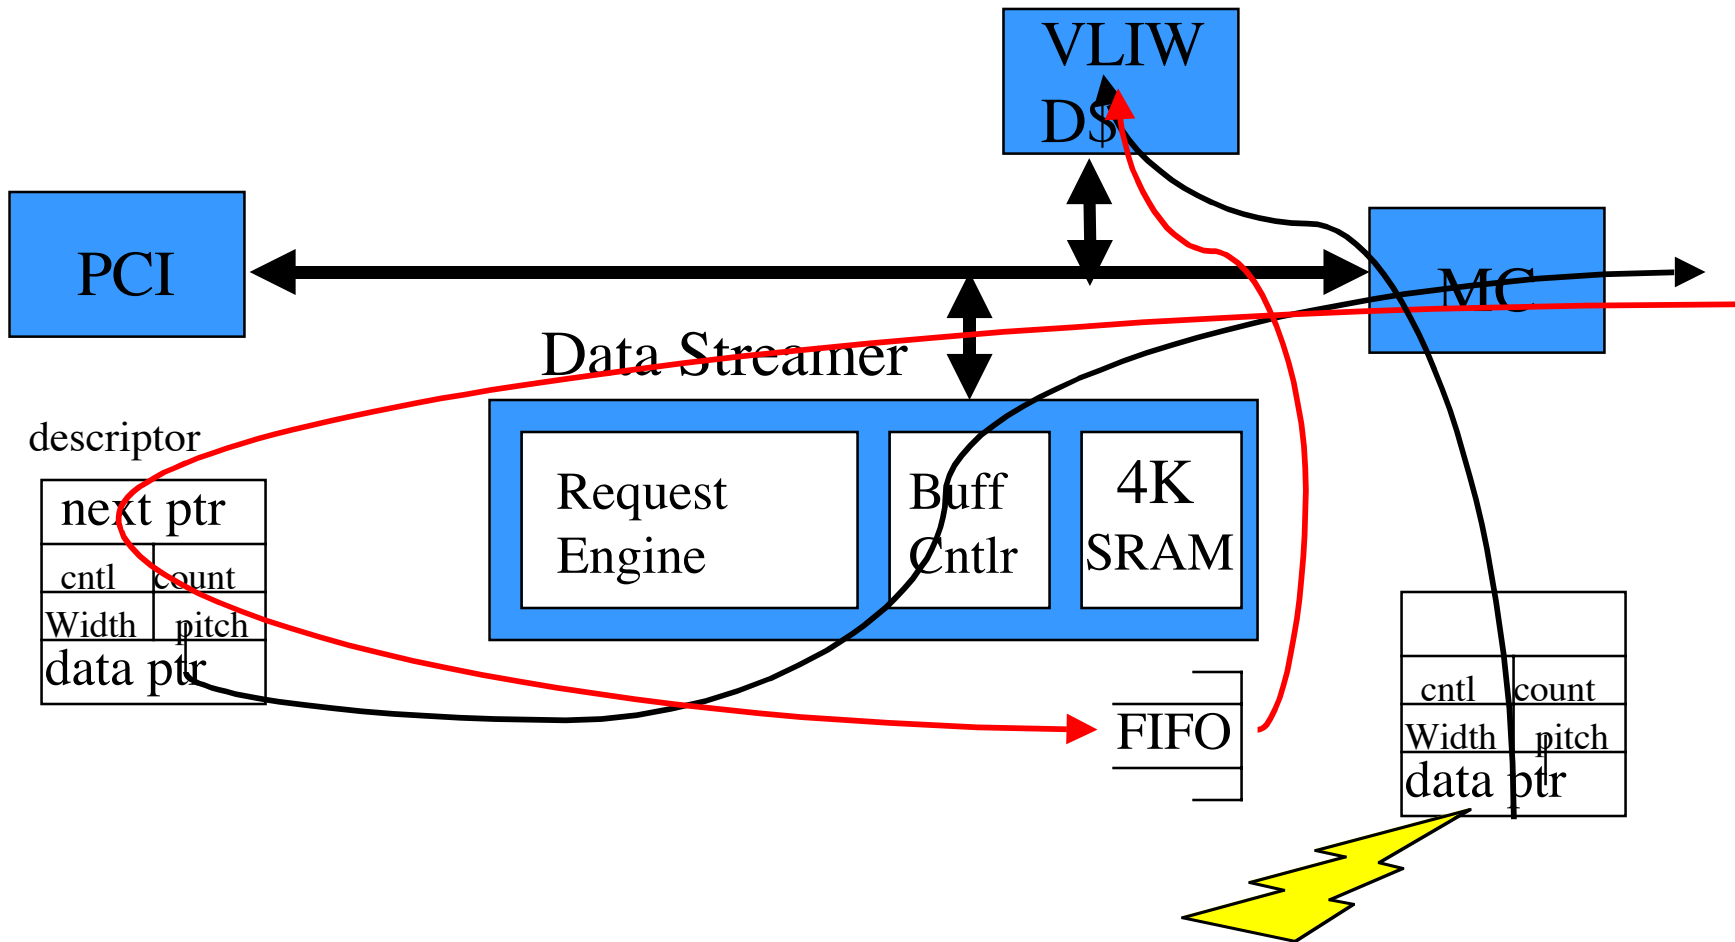 VLIW
D$
PCI
MC
Data Streamer
descriptor
next ptr
cntl count
Width pitch
data ptr
Request
Engine
Buff
Cntlr
4K
SRAM
FIFO
cntl count
Width pitch
data ptr